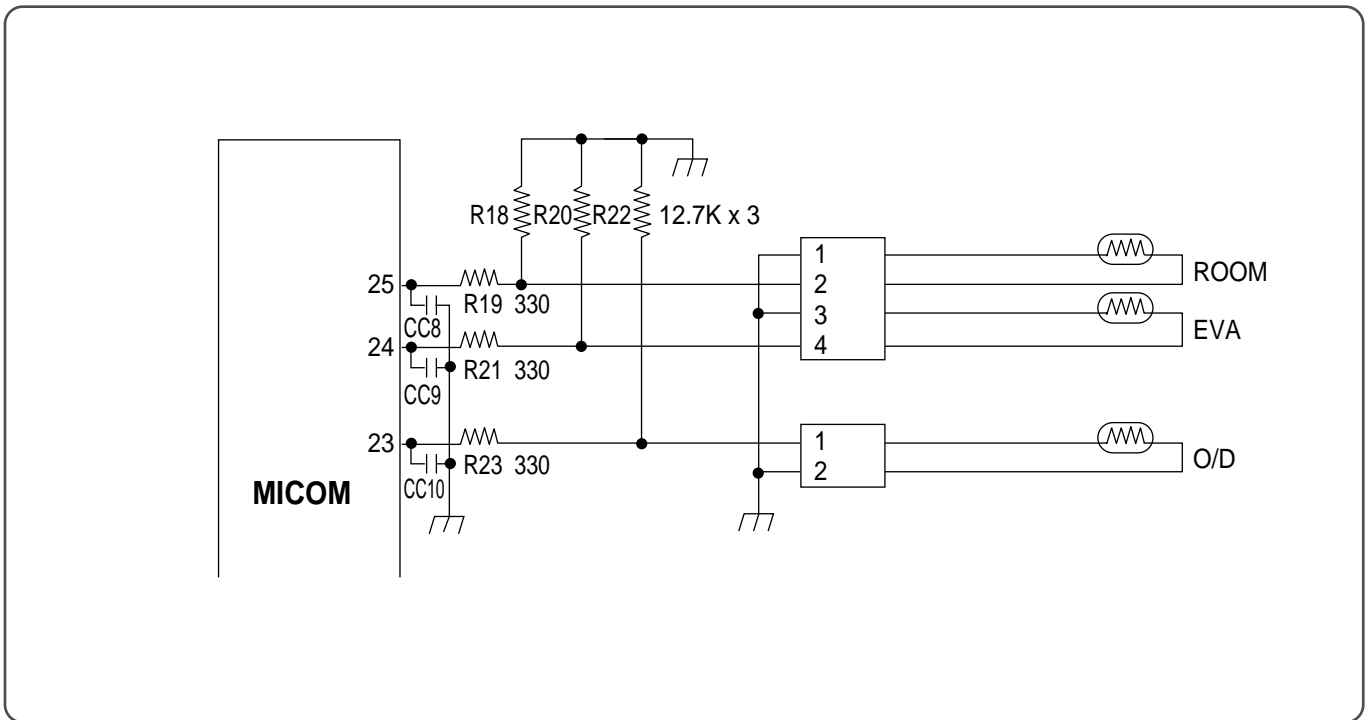 R18 R20 R22 12.7K x 3
25
R19 330
CC8
24
R21 330
CC9
23
R23 330
CC10
MICOM
1
2
3
4
ROOM
EVA
1
2
O/D